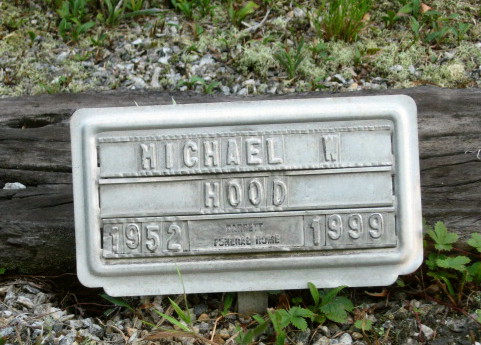 MICHAEL W
HOOD
1952 1999
FUNERAL HOME